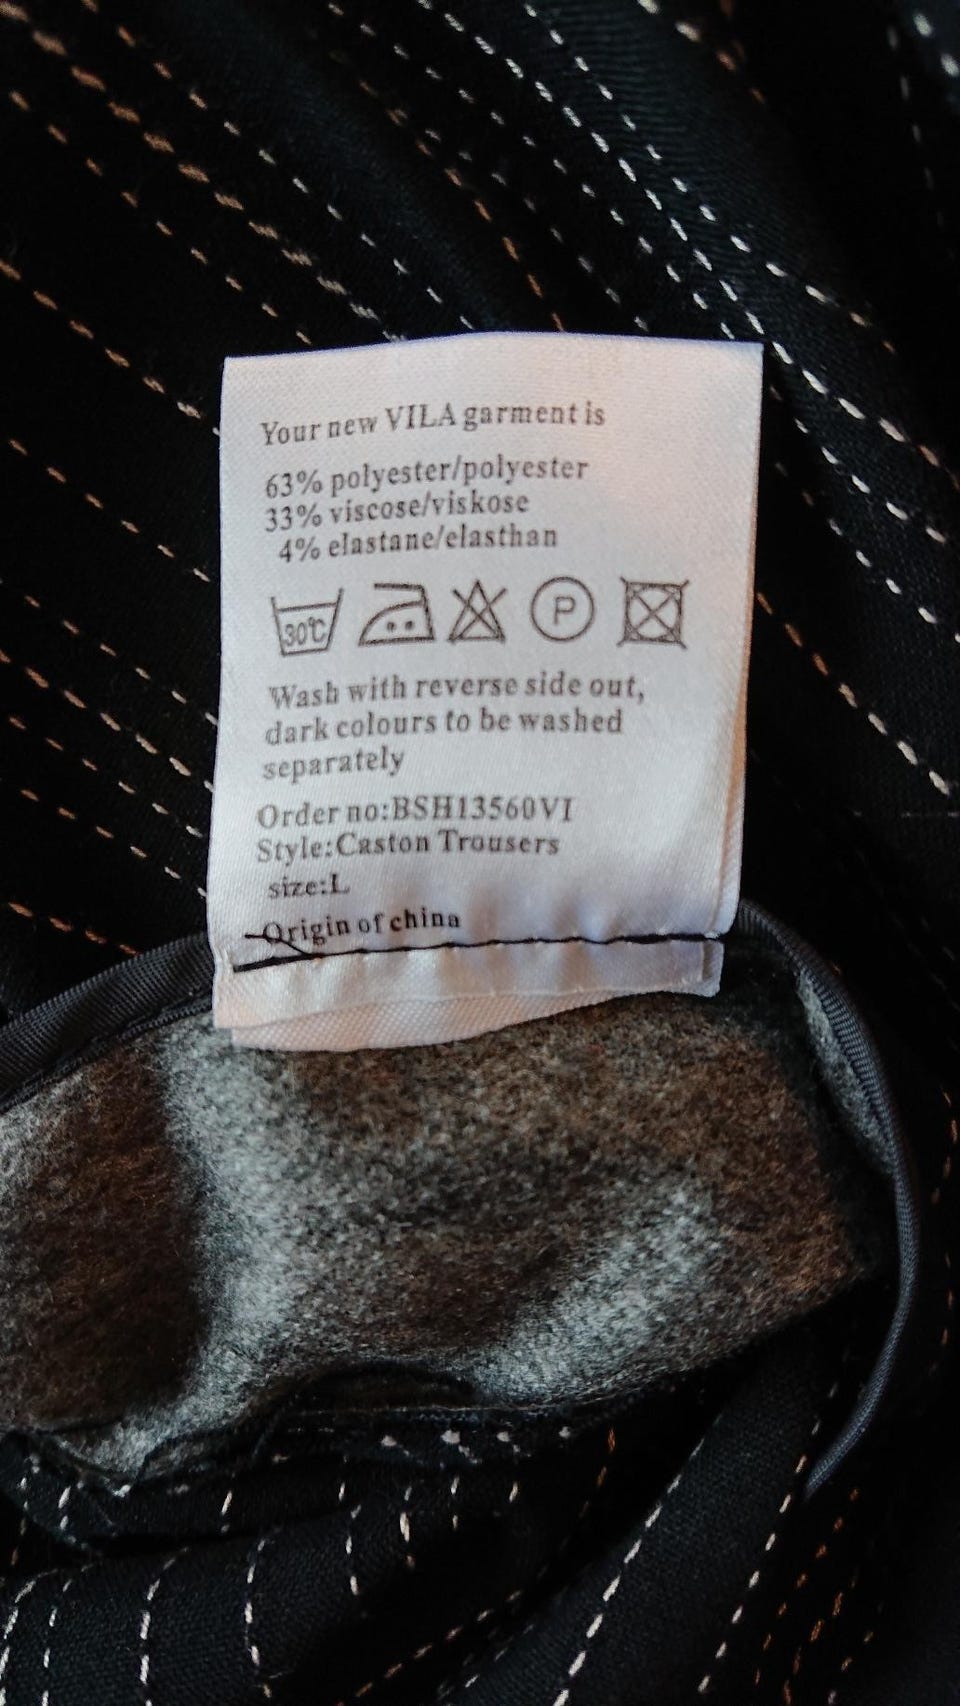 Your new VILA garment is
63% polyester/polyester
33% viscose/viskose
4% elastane/elasthan
30℃ P
Wash with reverse side out,
dark colours to be washed
separately
Order no:BSH13560VI
Style:Caston Trousers
size:L
Origin of china